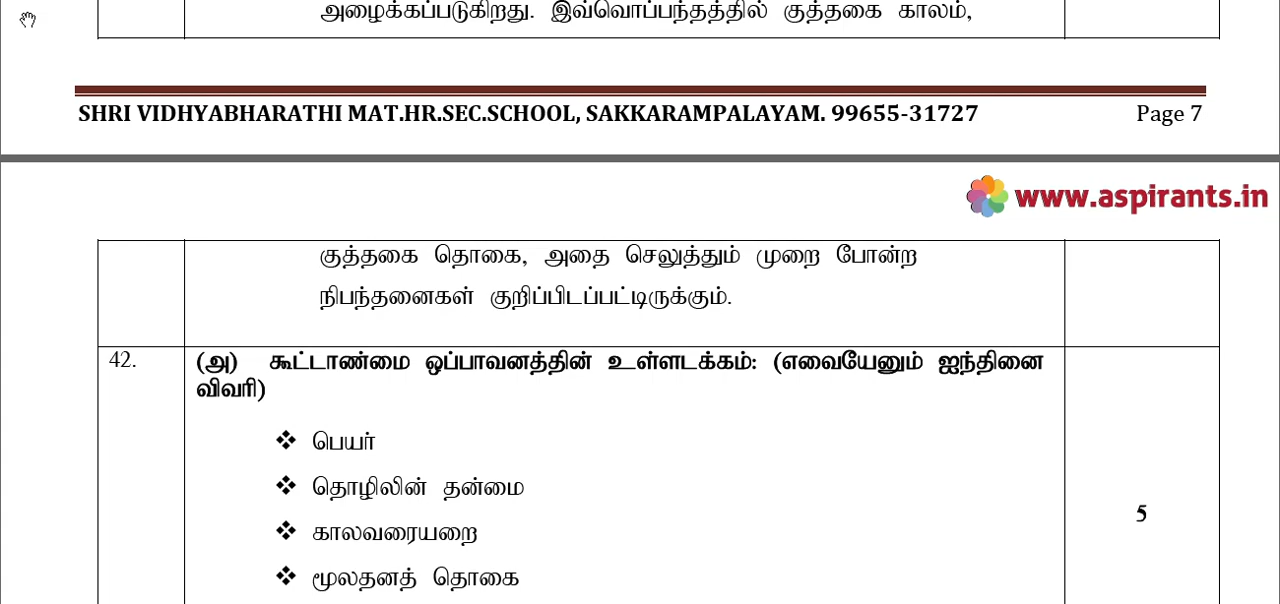 அழைக்கப்படுகிறது. இவ்வொப்பந்தத்தில் குத்தகை காலம்,
SHRI VIDHYABHARATHI MAT.HR.SEC.SCHOOL, SAKKARAMPALAYAM. 99655-31727 Page 7
www.aspirants.in
குத்தகை தொகை, அதை செலுத்தும் முறை போன்ற
நிபந்தனைகள் குறிப்பிடப்பட்டிருக்கும்.
42. (அ) கூட்டாண்மை ஒப்பாவனத்தின் உள்ளடக்கம்: (எவையேனும் ஐந்தினை
விவரி)
❖ பெயர்
❖ தொழிலின் தன்மை
❖ காலவரையறை
5
❖ மூலதனத் தொகை